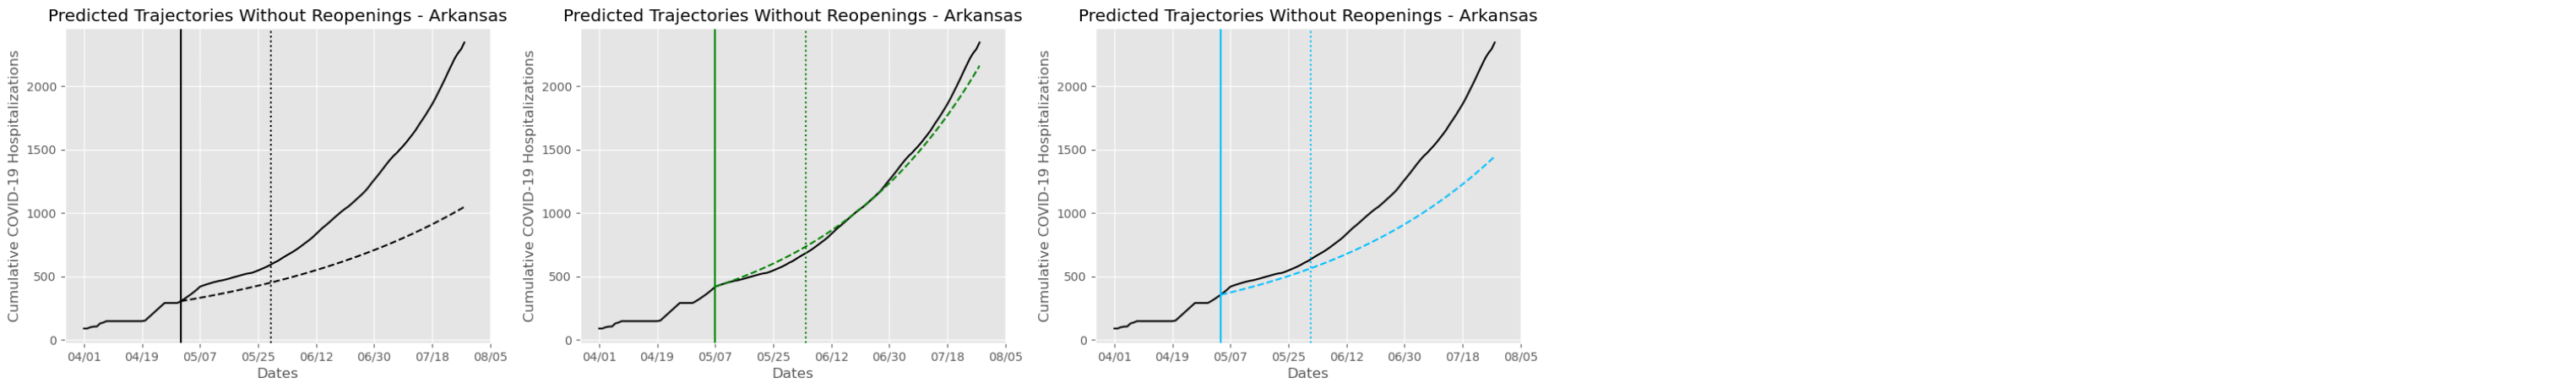 Predicted Trajectories Without Reopenings - Arkansas
Cumulative COVID-19 Hospitalizations
2000
1500
1000
500
0
04/01 04/19 05/07 05/25 06/12 06/30 07/18 08/05
Dates
Predicted Trajectories Without Reopenings - Arkansas
Cumulative COVID-19 Hospitalizations
2000
1500
1000
500
0
04/01 04/19 05/07 05/25 06/12 06/30 07/18 08/05
Dates
Predicted Trajectories Without Reopenings - Arkansas
Cumulative COVID-19 Hospitalizations
2000
1500
1000
500
0
04/01 04/19 05/07 05/25 06/12 06/30 07/18 08/05
Dates